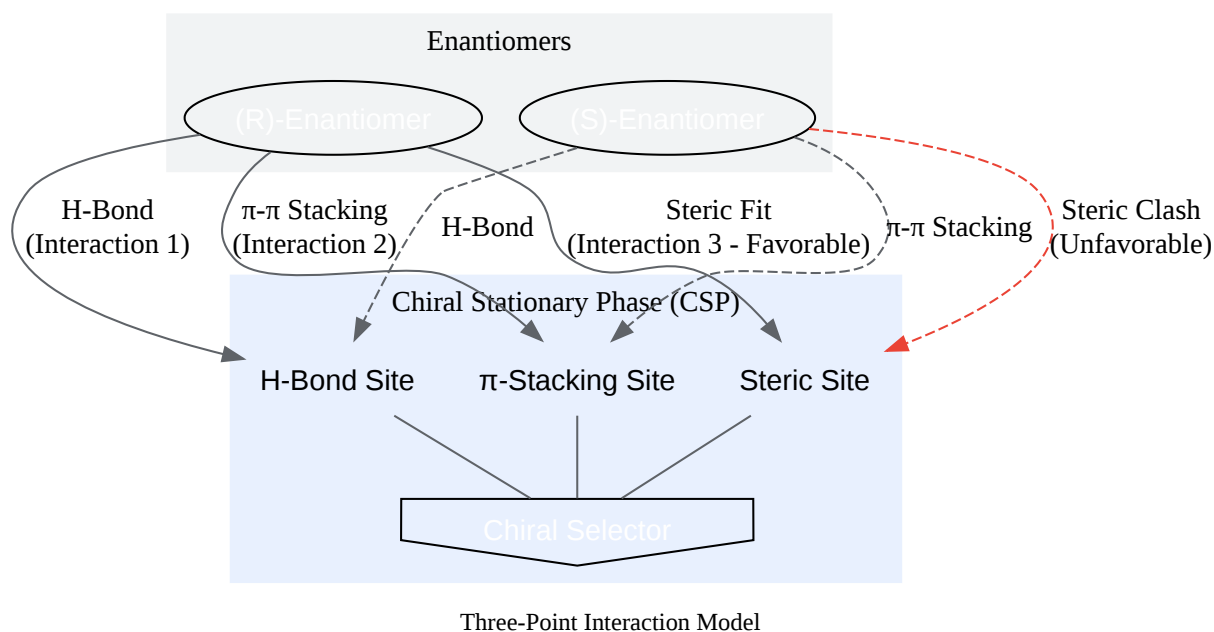 Enantiomers
(R)-Enantiomer
(S)-Enantiomer
H-Bond
(Interaction 1)
π-π Stacking
(Interaction 2)
H-Bond
Steric Fit
(Interaction 3 - Favorable)
π-π Stacking
Steric Clash
(Unfavorable)
Chiral Stationary Phase (CSP)
H-Bond Site
π-Stacking Site
Steric Site
Chiral Selector
Three-Point Interaction Model